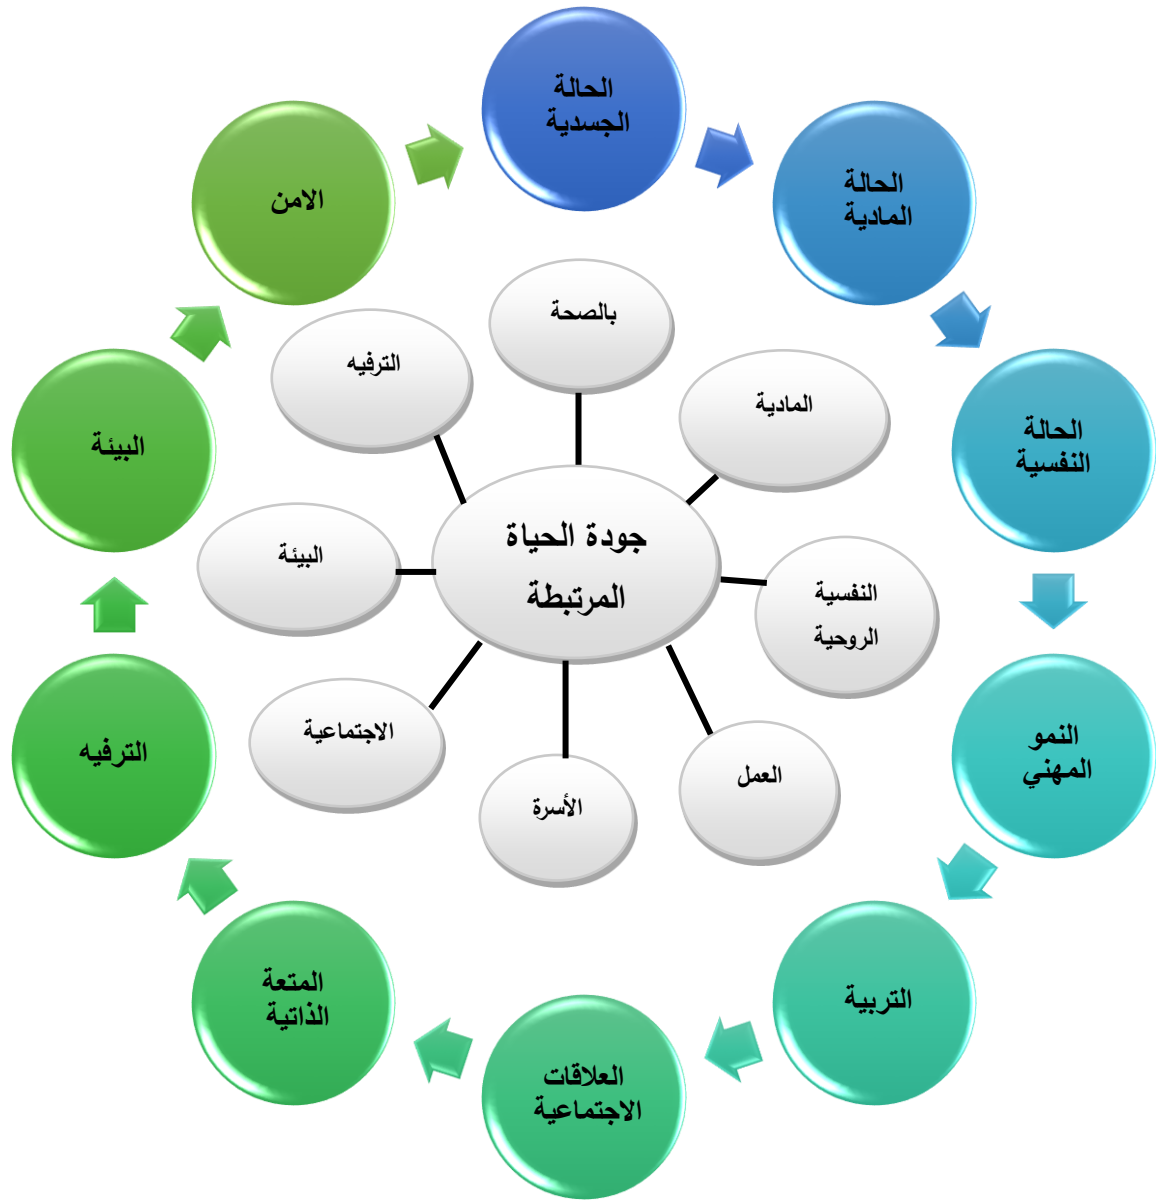 الحالة
الجسدية
الحالة
المادية
الحالة
النفسية
النمو
المهني
التربية
العلاقات
الاجتماعية
المتعة
الذاتية
الترفيه
البيئة
الامن
جودة الحياة
المرتبطة
بالصحة
المادية
النفسية
الروحية
العمل
الأسرة
الاجتماعية
البيئة
الترفيه